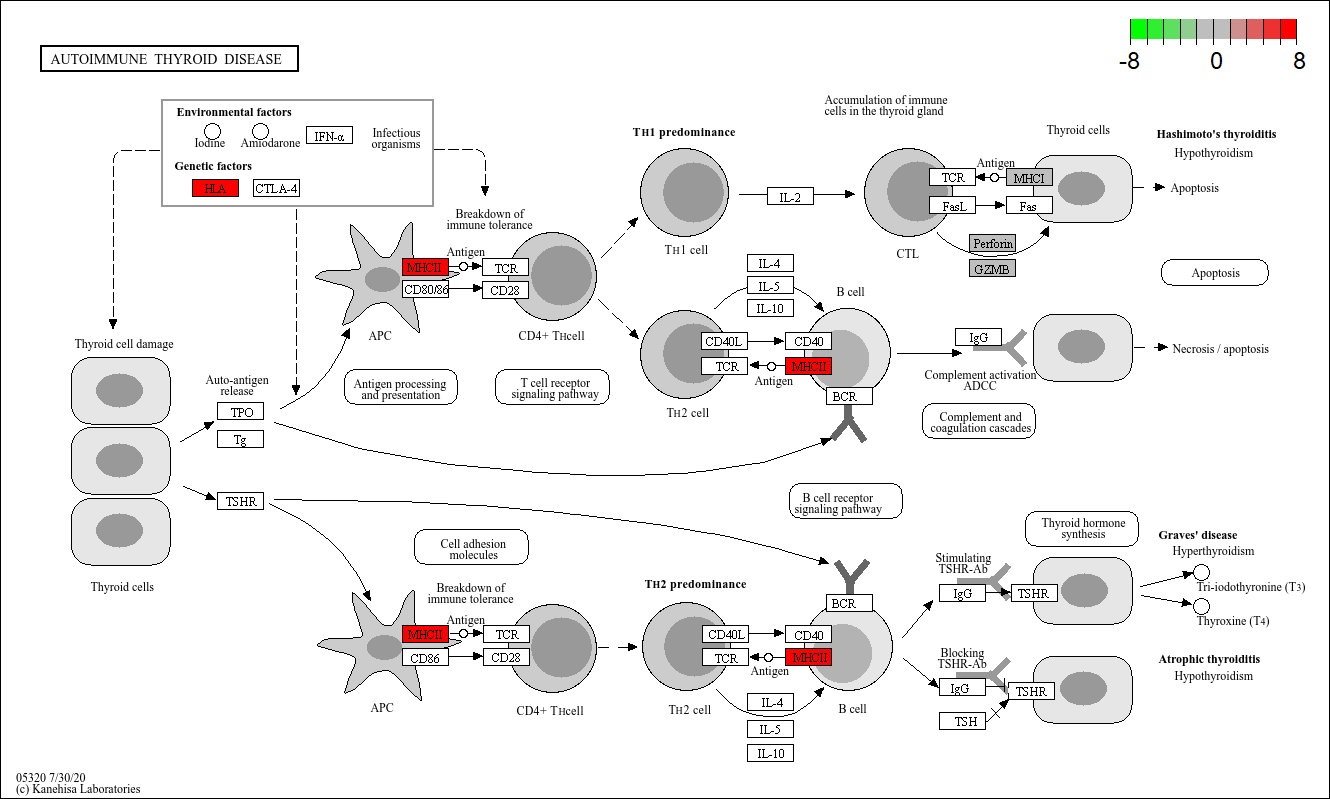 AUTOIMMUNE THYROID DISEASE
-8 0 8
Environmental factors
Iodine
Amiodarone
IFN-α
Infectious
organisms
Genetic factors
HLA
CTLA-4
Breakdown of
immune tolerance
Antigen
MHCII
TCR
CD80/86
CD28
APC
CD4+ THcell
TH1 predominance
TH1 cell
IL-2
Accumulation of immune
cells in the thyroid gland
CTL
TCR
Antigen
MHCI
FasL
Fas
Perforin
GZMB
Thyroid cells
Hashimoto's thyroiditis
Hypothyroidism
Apoptosis
Apoptosis
IL-4
IL-5
IL-10
B cell
CD40L
CD40
TCR
MHCII
Antigen
TH2 cell
BCR
IgG
Complement activation
ADCC
Necrosis / apoptosis
Complement and
coagulation cascades
Thyroid cell damage
Auto-antigen
release
TPO
Tg
TSHR
Thyroid cells
Antigen processing
and presentation
T cell receptor
signaling pathway
B cell receptor
signaling pathway
Cell adhesion
molecules
Breakdown of
immune tolerance
Antigen
MHCII
TCR
CD86
CD28
APC
CD4+ THcell
TH2 predominance
BCR
CD40L
CD40
TCR
MHCII
Antigen
TH2 cell
B cell
IL-4
IL-5
IL-10
Thyroid hormone
synthesis
Graves' disease
Hyperthyroidism
Stimulating
TSHR-Ab
IgG
TSHR
Tri-iodothyronine (T3)
Thyroxine (T4)
Blocking
TSHR-Ab
IgG
TSHR
TSH
Atrophic thyroiditis
Hypothyroidism
05320 7/30/20
(c) Kanehisa Laboratories